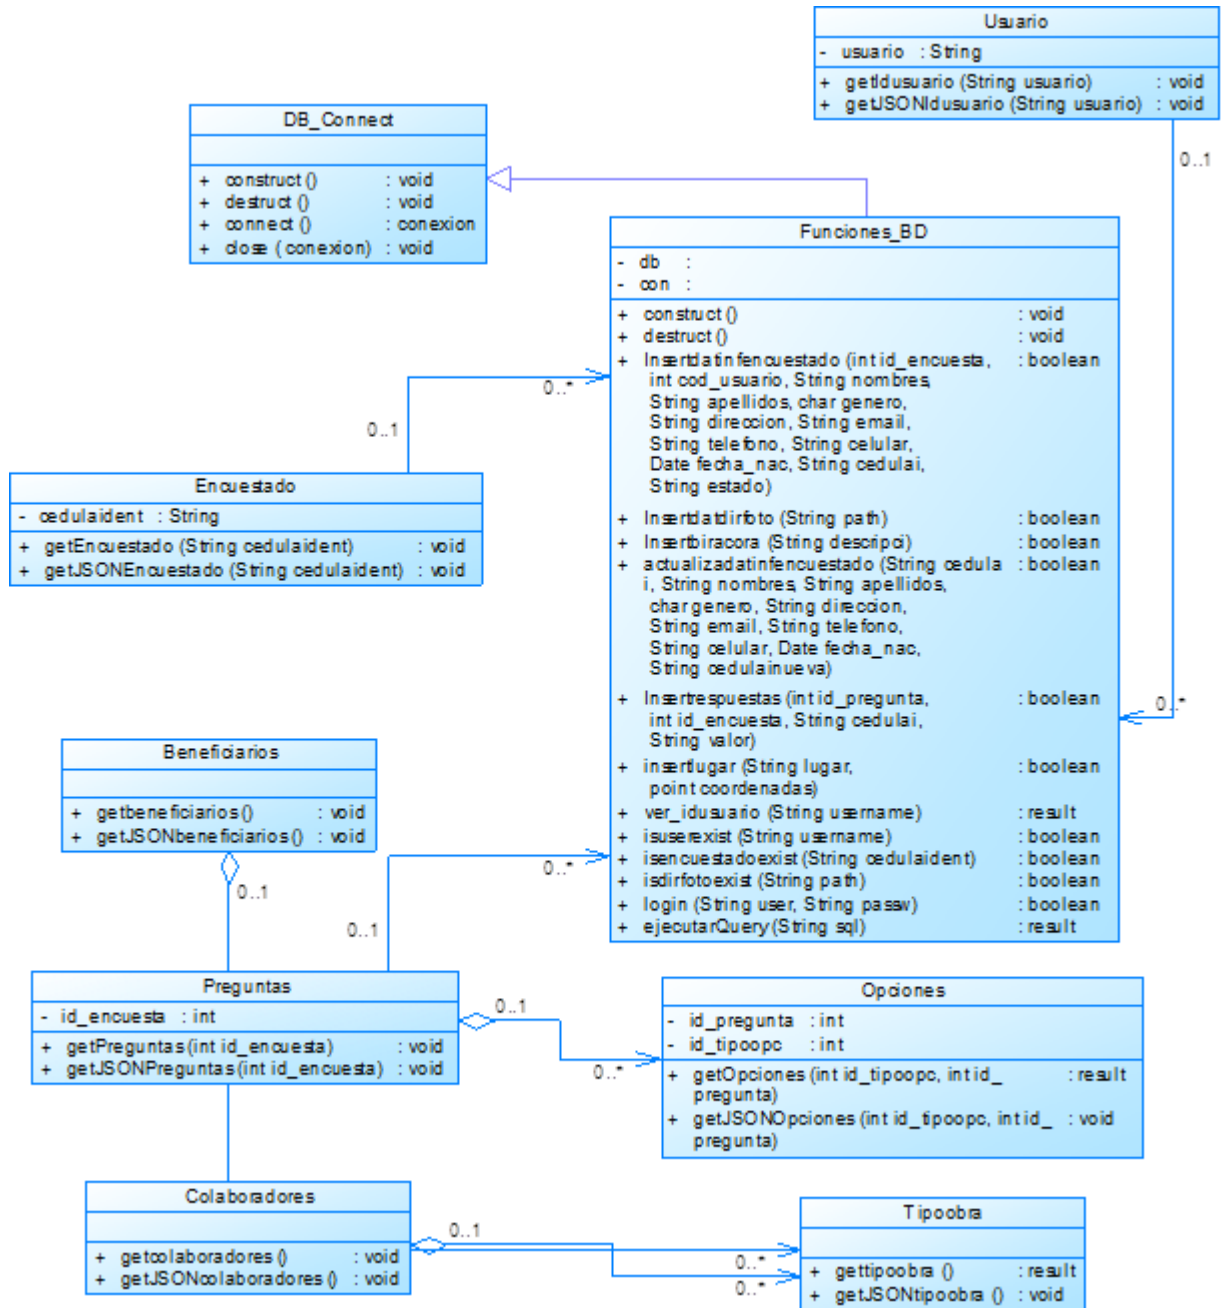 Usuario
- usuario : String
+ getIdusuario (String usuario) : void
+ getJSONIdusuario (String usuario) : void
0..1
DB_Connect
+ construct () : void
+ destruct () : void
+ connect () : conexion
+ close ( conexion) : void
Funciones_BD
- db :
- con :
+ construct () : void
+ destruct () : void
+ Insertdatinfencuestado (int id_encuesta, : boolean
int cod_usuario, String nombres,
String apellidos, char genero,
String direccion, String email,
String telefono, String celular,
Date fecha_nac, String cedulai,
String estado)
+ Insertdatdirfoto (String path) : boolean
+ Insertbiracora (String descripci) : boolean
+ actualizadatinfencuestado (String cedula : boolean
i, String nombres, String apellidos,
char genero, String direccion,
String email, String telefono,
String celular, Date fecha_nac,
String cedulainueva)
+ Insertrespuestas (int id_pregunta, : boolean
int id_encuesta, String cedulai,
String valor)
+ insertlugar (String lugar, : boolean
point coordenadas)
+ ver_idusuario (String username) : result
+ isuserexist (String username) : boolean
+ isencuestadoexist (String cedulaident) : boolean
+ isdirfotoexist (String path) : boolean
+ login (String user, String passw) : boolean
+ ejecutarQuery (String sql) : result
0..*
0..*
0..1
Encuestado
- cedulaident : String
+ getEncuestado (String cedulaident) : void
+ getJSONEncuestado (String cedulaident) : void
Beneficiarios
+ getbeneficiarios() : void
+ getJSONbeneficiarios() : void
0..*
0..1
0..1
Preguntas
- id_encuesta : int
+ getPreguntas (int id_encuesta) : void
+ getJSONPreguntas (int id_encuesta) : void
0..1
0..*
Opciones
- id_pregunta : int
- id_tipoopc : int
+ getOpciones (int id_tipoopc, int id_ : result
pregunta)
+ getJSONOpciones (int id_tipoopc, int id_ : void
pregunta)
Colaboradores
+ getcolaboradores () : void
+ getJSONcolaboradores () : void
0..1
0..*
0..*
Tipoobra
+ gettipoobra () : result
+ getJSONtipoobra () : void